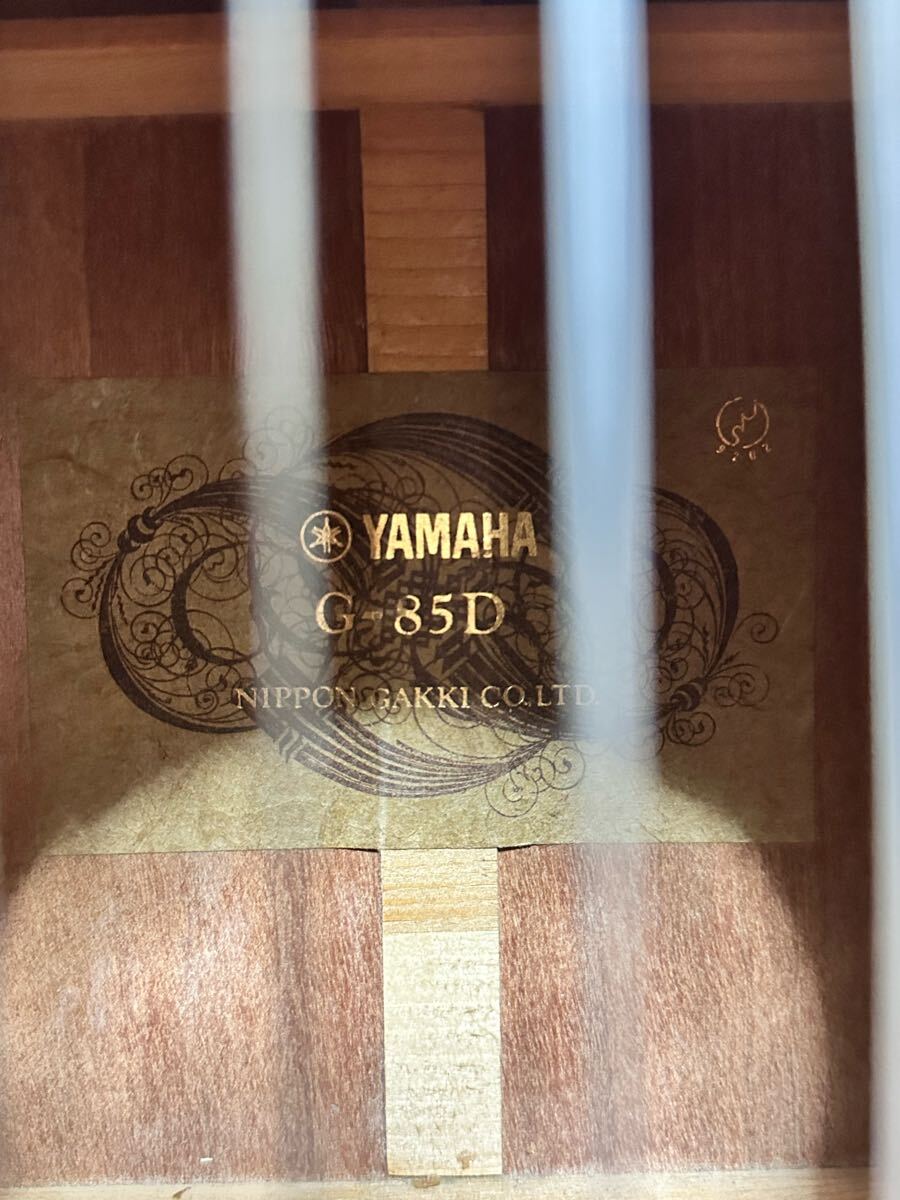 YAMAHA
G-85D
NIPPON GAKKI CO.LTD.